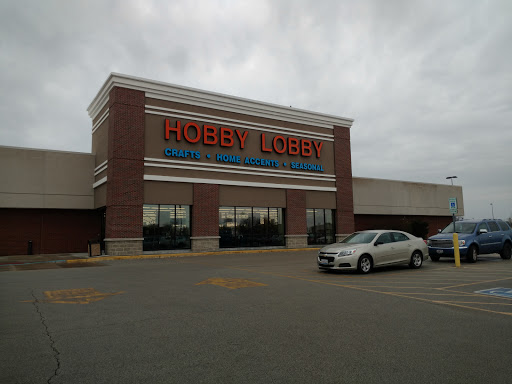 HOBBY LOBBY
CRAFTS • HOME ACCENTS • SEASONAL